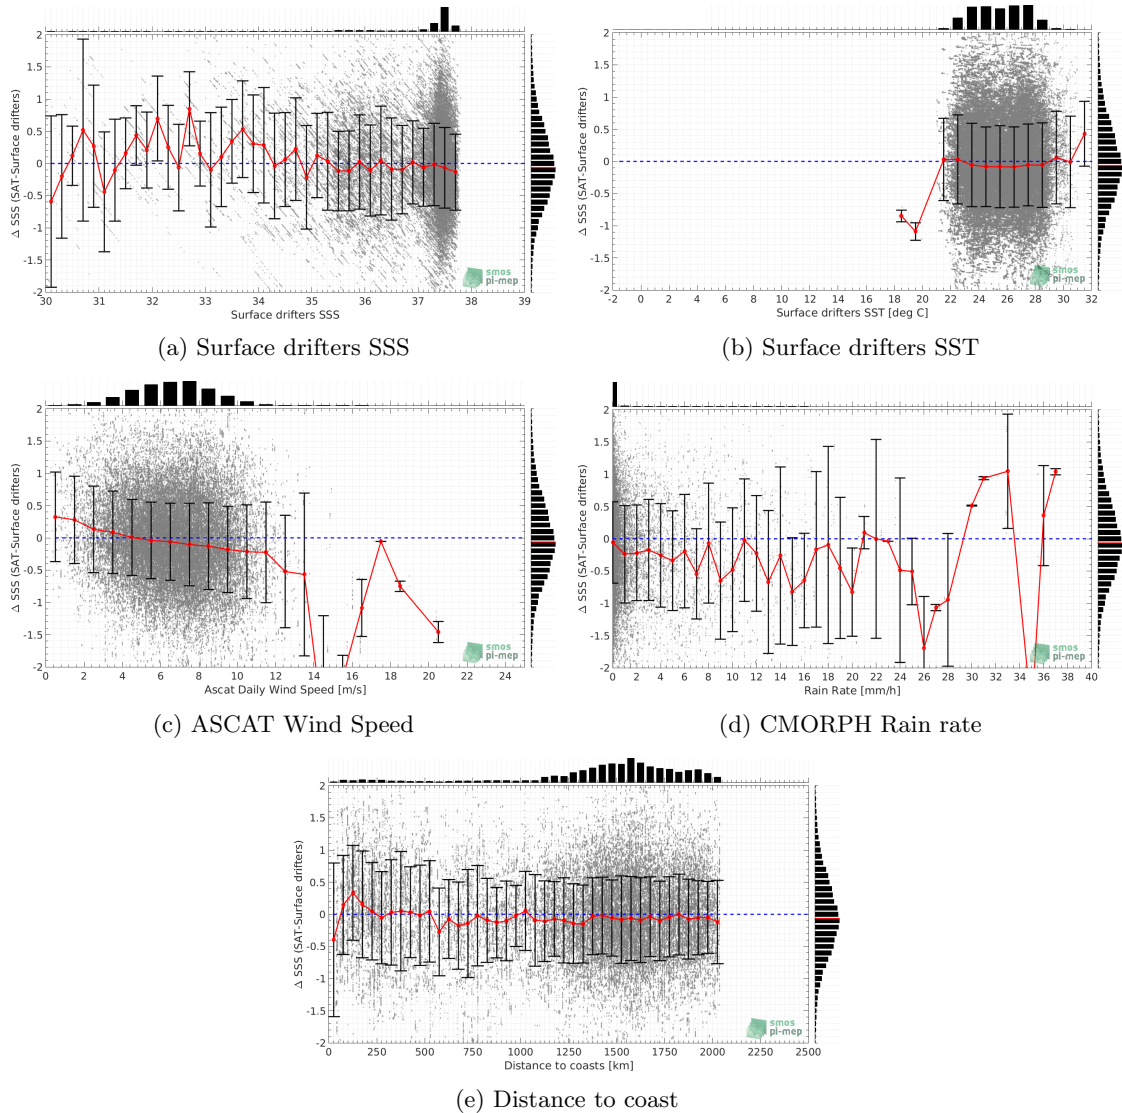 2
1.5
1
0.5
0
-0.5
-1
-1.5
-2
Δ SSS (SAT-Surface drifters)
30 31 32 33 34 35 36 37 38 39
Surface drifters SSS
smos
pi-mep
(a) Surface drifters SSS
2
1.5
1
0.5
0
-0.5
-1
-1.5
-2
Δ SSS (SAT-Surface drifters)
-2 0 2 4 6 8 10 12 14 16 18 20 22 24 26 28 30 32
Surface drifters SST [deg C]
smos
pi-mep
(b) Surface drifters SST
2
1.5
1
0.5
0
-0.5
-1
-1.5
-2
Δ SSS (SAT-Surface drifters)
0 2 4 6 8 10 12 14 16 18 20 22 24
Ascat Daily Wind Speed [m/s]
smos
pi-mep
(c) ASCAT Wind Speed
2
1.5
1
0.5
0
-0.5
-1
-1.5
-2
Δ SSS (SAT-Surface drifters)
0 2 4 6 8 10 12 14 16 18 20 22 24 26 28 30 32 34 36 38 40
Rain Rate [mm/h]
smos
pi-mep
(d) CMORPH Rain rate
2
1.5
1
0.5
0
-0.5
-1
-1.5
-2
Δ SSS (SAT-Surface drifters)
0 250 500 750 1000 1250 1500 1750 2000 2250 2500
Distance to coasts [km]
smos
pi-mep
(e) Distance to coast